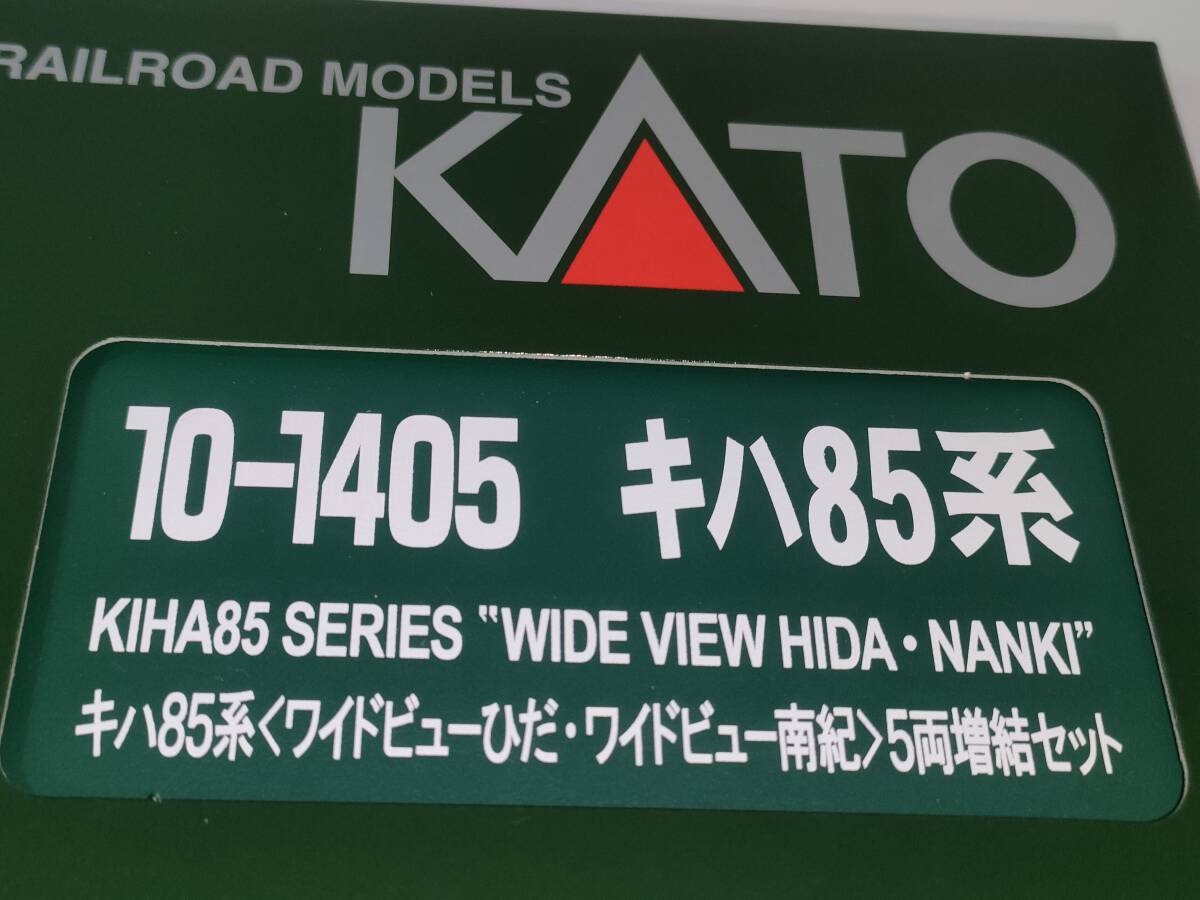 RAILROAD MODELS
KATO
10-1405 キハ85系
KIHA85 SERIES "WIDE VIEW HIDA・NANKI"
キハ85系〈ワイドビューひだ・ワイドビュー南紀〉5両増結セット